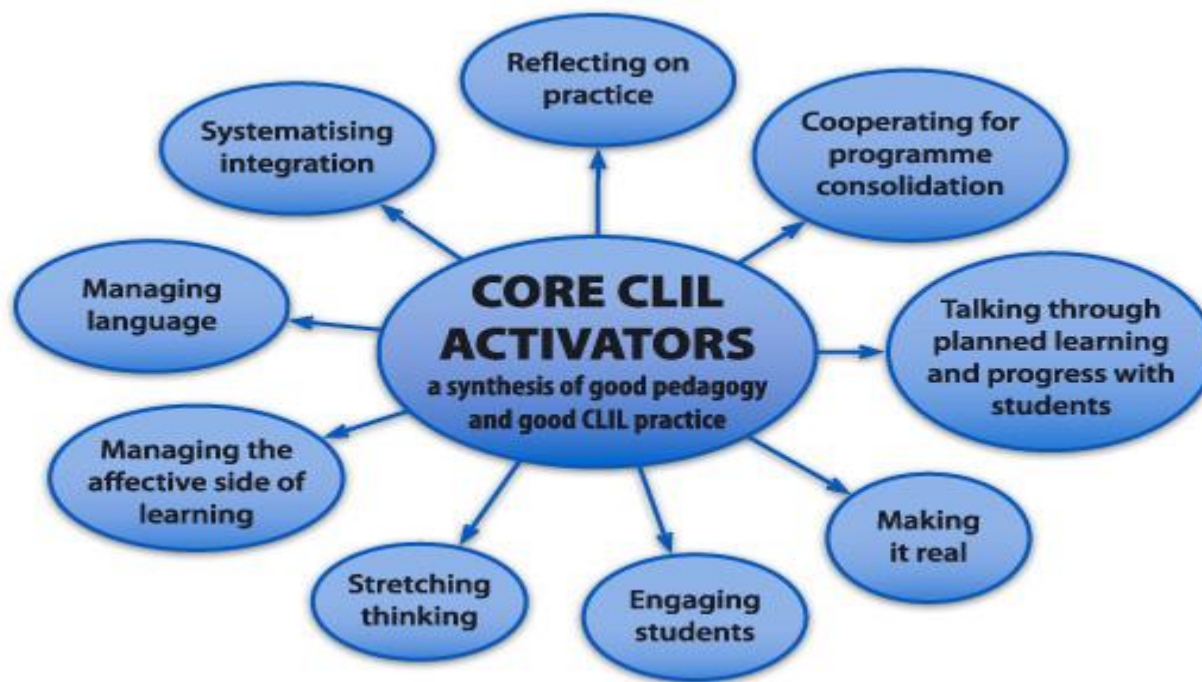 Reflecting on
practice
Cooperating for
programme
consolidation
Talking through
planned learning
and progress with
students
Making
it real
Engaging
students
Stretching
thinking
Managing the
affective side of
learning
Managing
language
Systematising
integration
CORE CLIL
ACTIVATORS
a synthesis of good pedagogy
and good CLIL practice